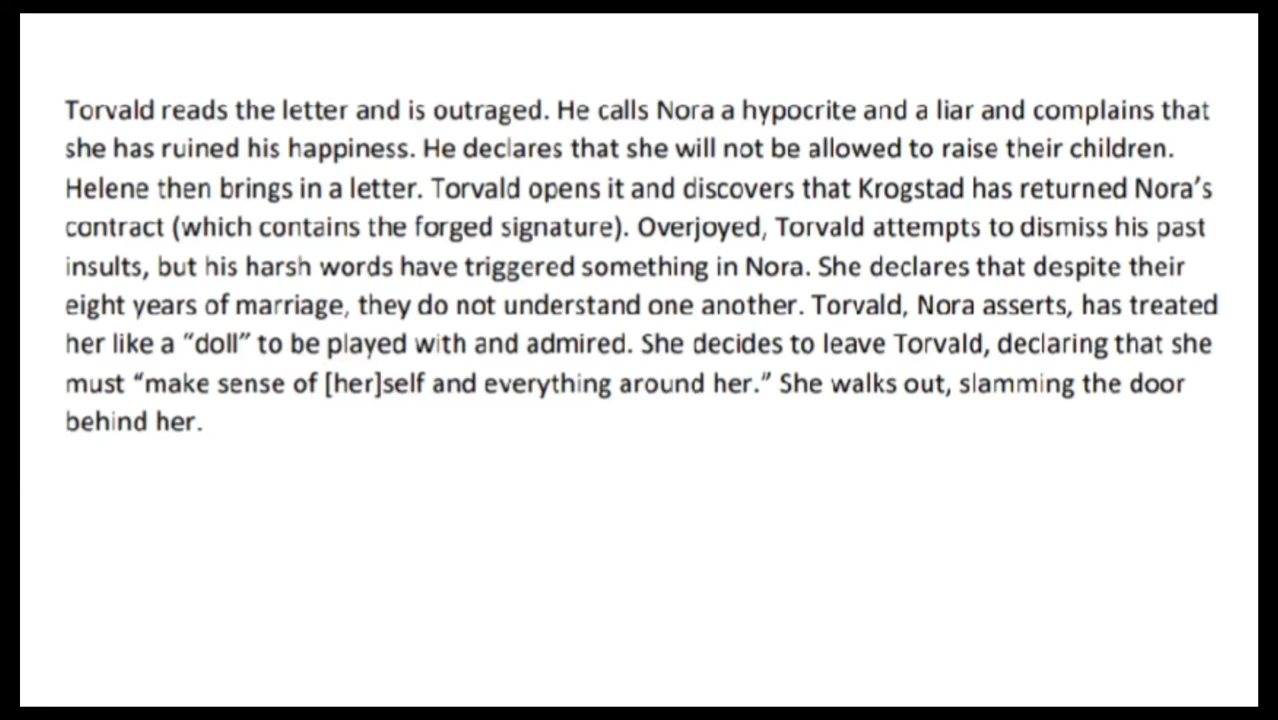 Torvald reads the letter and is outraged. He calls Nora a hypocrite and a liar and complains that
she has ruined his happiness. He declares that she will not be allowed to raise their children.
Helene then brings in a letter. Torvald opens it and discovers that Krogstad has returned Nora’s
contract (which contains the forged signature). Overjoyed, Torvald attempts to dismiss his past
insults, but his harsh words have triggered something in Nora. She declares that despite their
eight years of marriage, they do not understand one another. Torvald, Nora asserts, has treated
her like a “doll” to be played with and admired. She decides to leave Torvald, declaring that she
must “make sense of [her]self and everything around her.” She walks out, slamming the door
behind her.